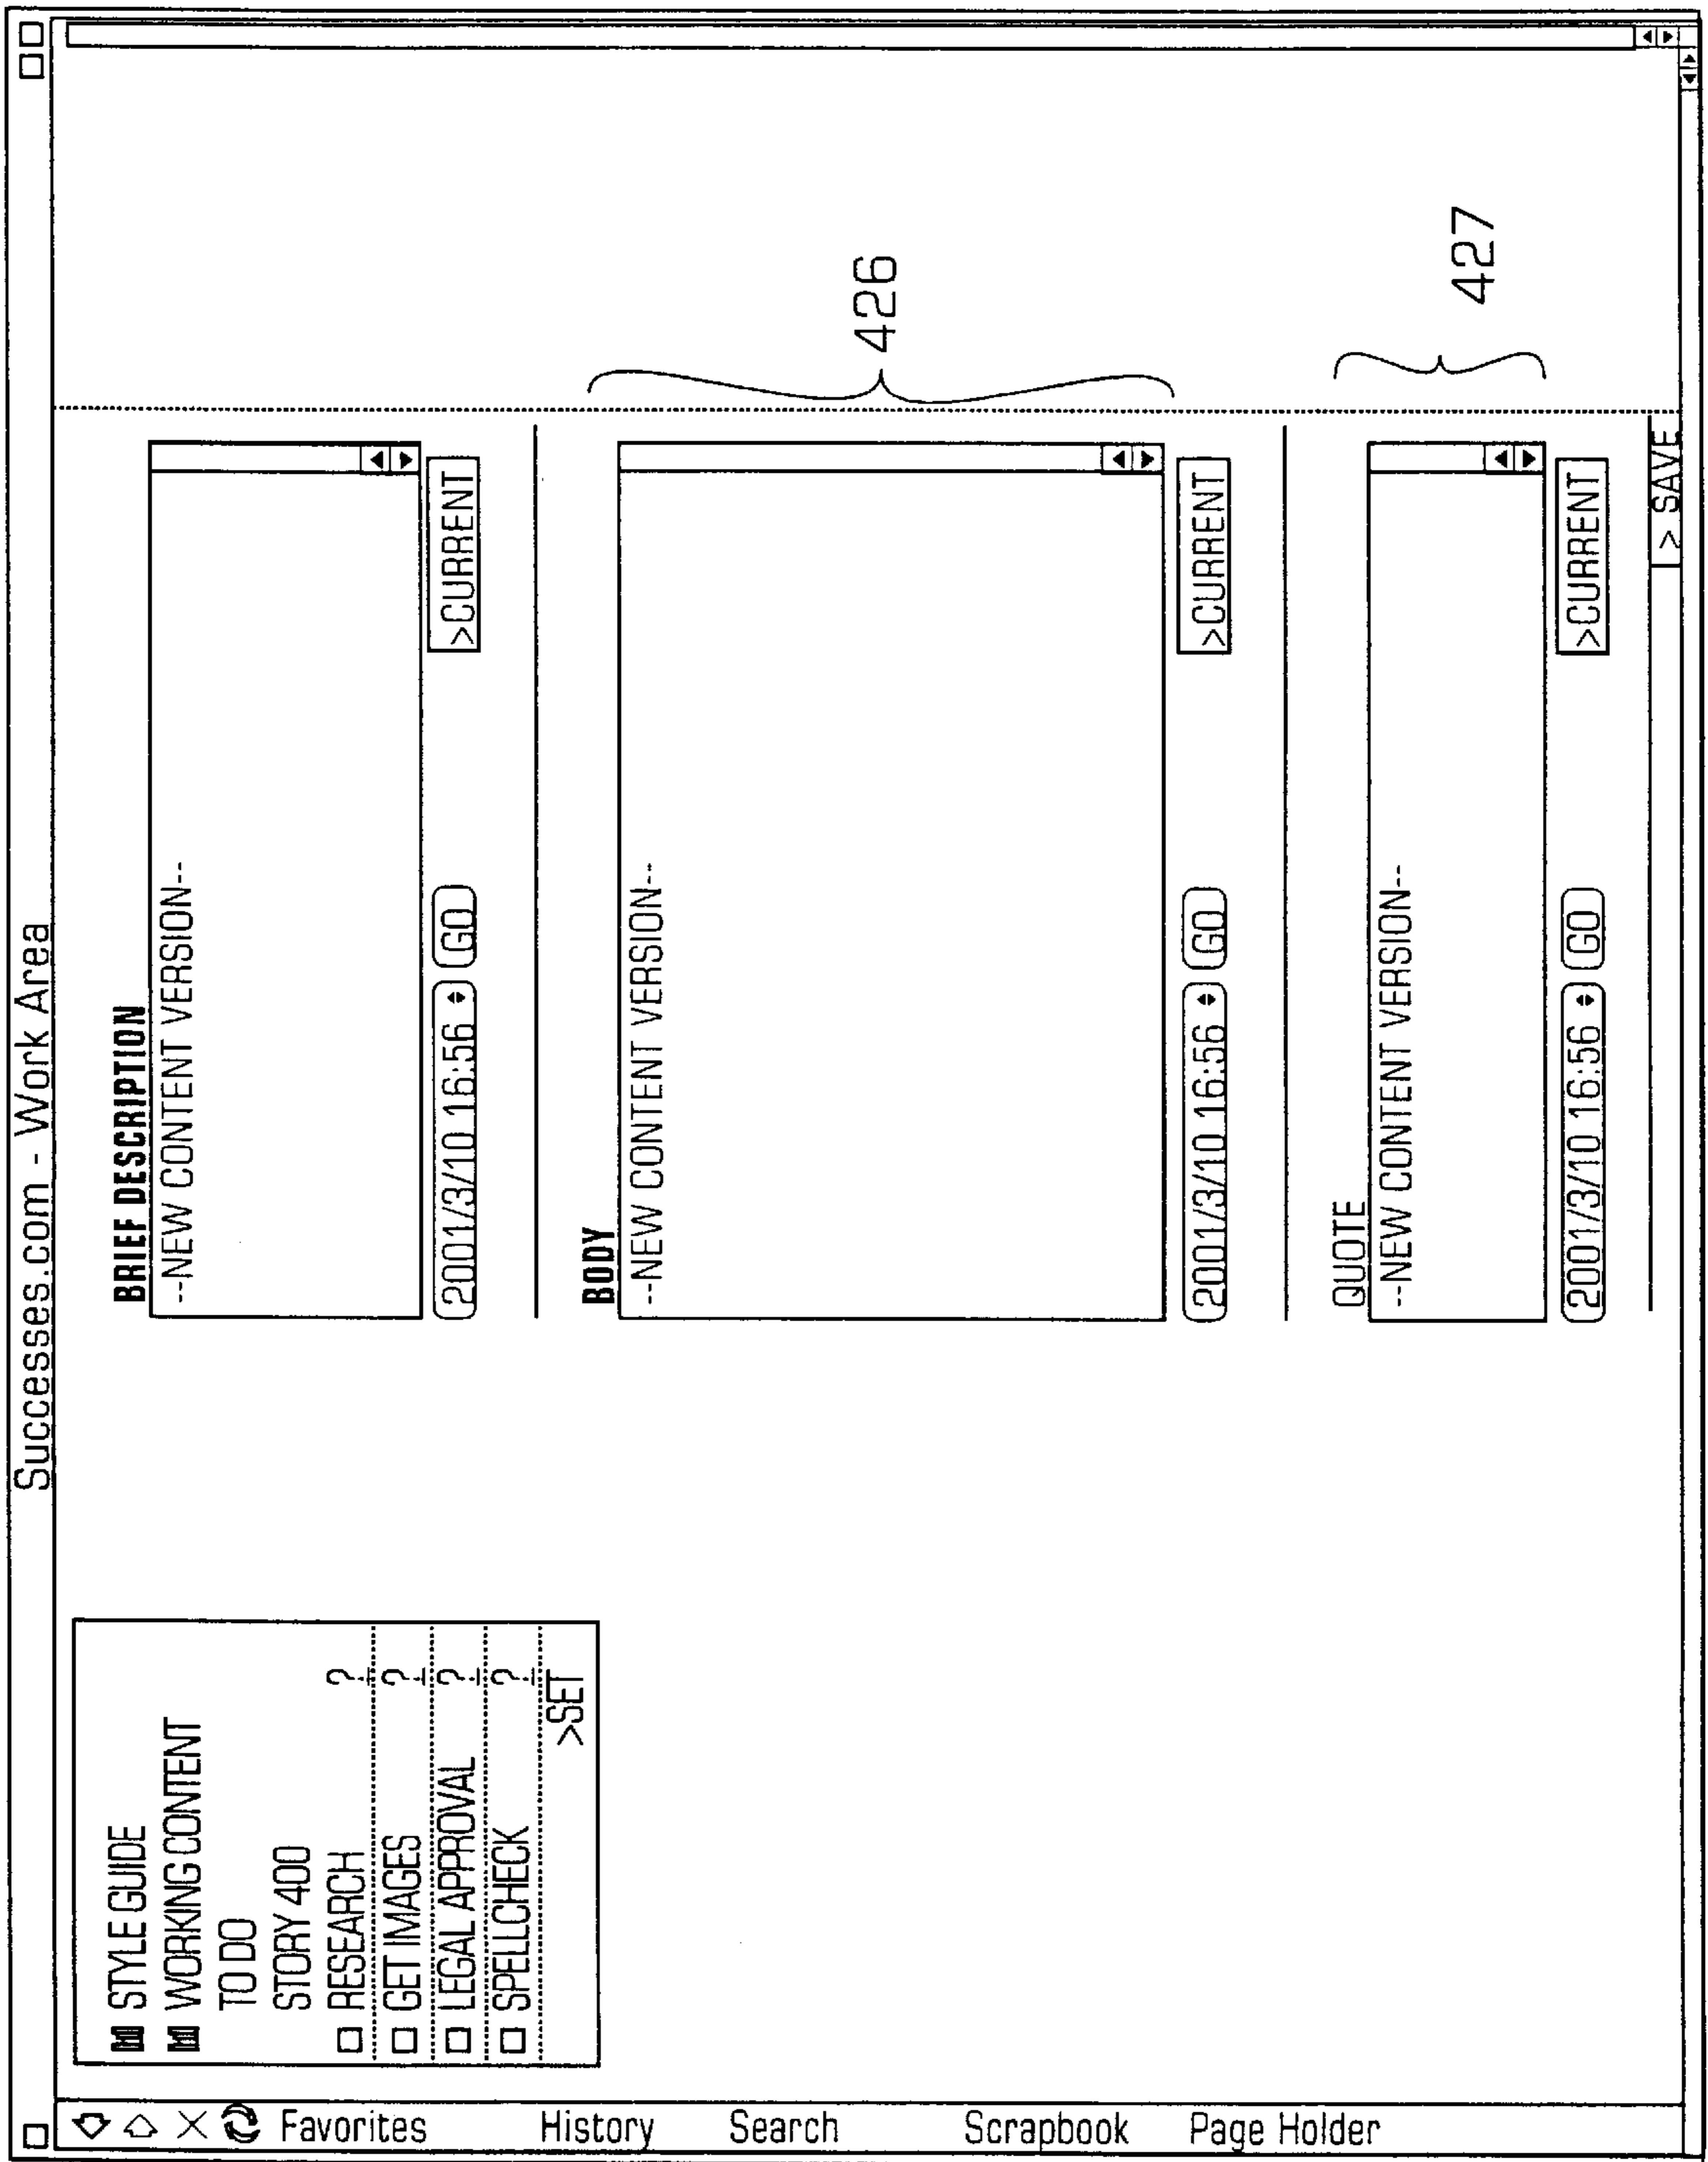 Successes.com - Work Area
STYLE GUIDE
WORKING CONTENT
TO DO
STORY 400
RESEARCH ?
GET IMAGES ?
LEGAL APPROVAL ?
SPELLCHECK ?
>SET
BRIEF DESCRIPTION
--NEW CONTENT VERSION--
2001/3/10 16:56 GO >CURRENT
BODY
--NEW CONTENT VERSION--
426
2001/3/10 16:56 GO >CURRENT
QUOTE
--NEW CONTENT VERSION--
427
2001/3/10 16:56 GO >CURRENT
> SAVE
Favorites
History
Search
Scrapbook
Page Holder